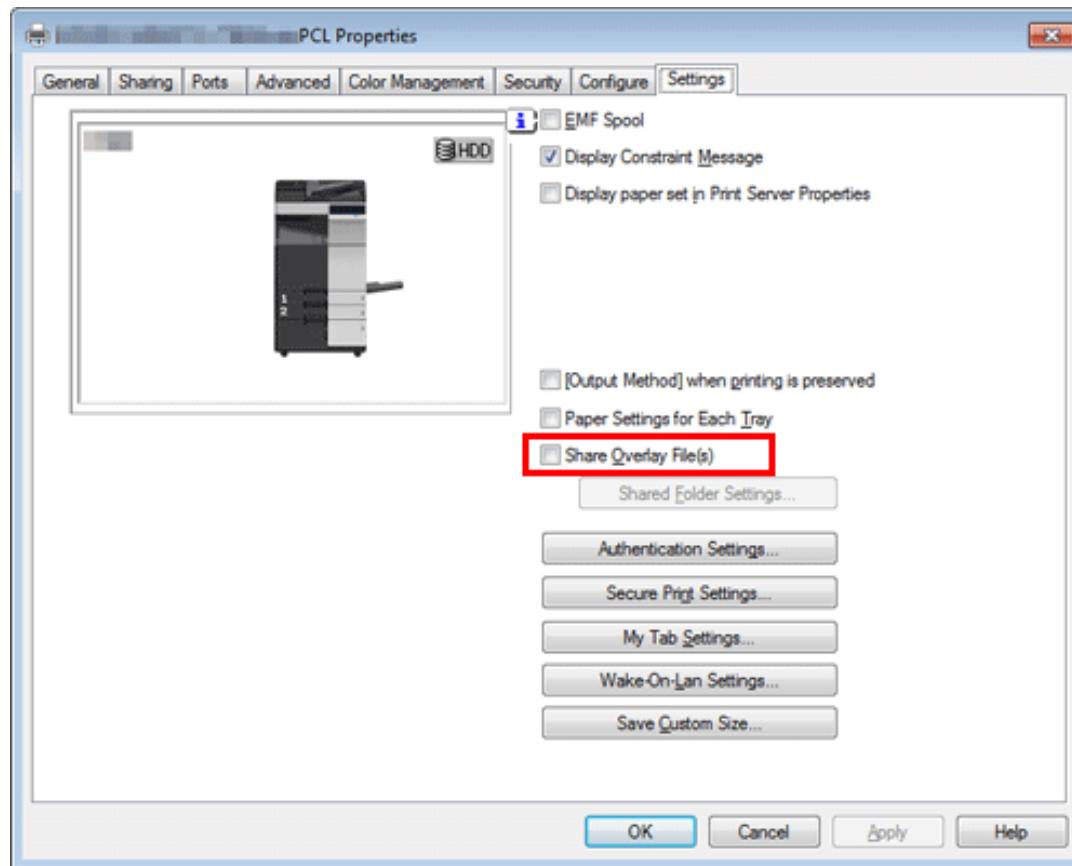 PCL Properties
General Sharing Ports Advanced Color Management Security Configure Settings
EMF Spool
HDD
Display Constraint Message
Display paper set in Print Server Properties
1
2
[Output Method] when printing is preserved
Paper Settings for Each Tray
Share Overlay File(s)
Shared Folder Settings...
Authentication Settings...
Secure Print Settings...
My Tab Settings...
Wake-On-Lan Settings...
Save Custom Size...
OK Cancel Apply Help